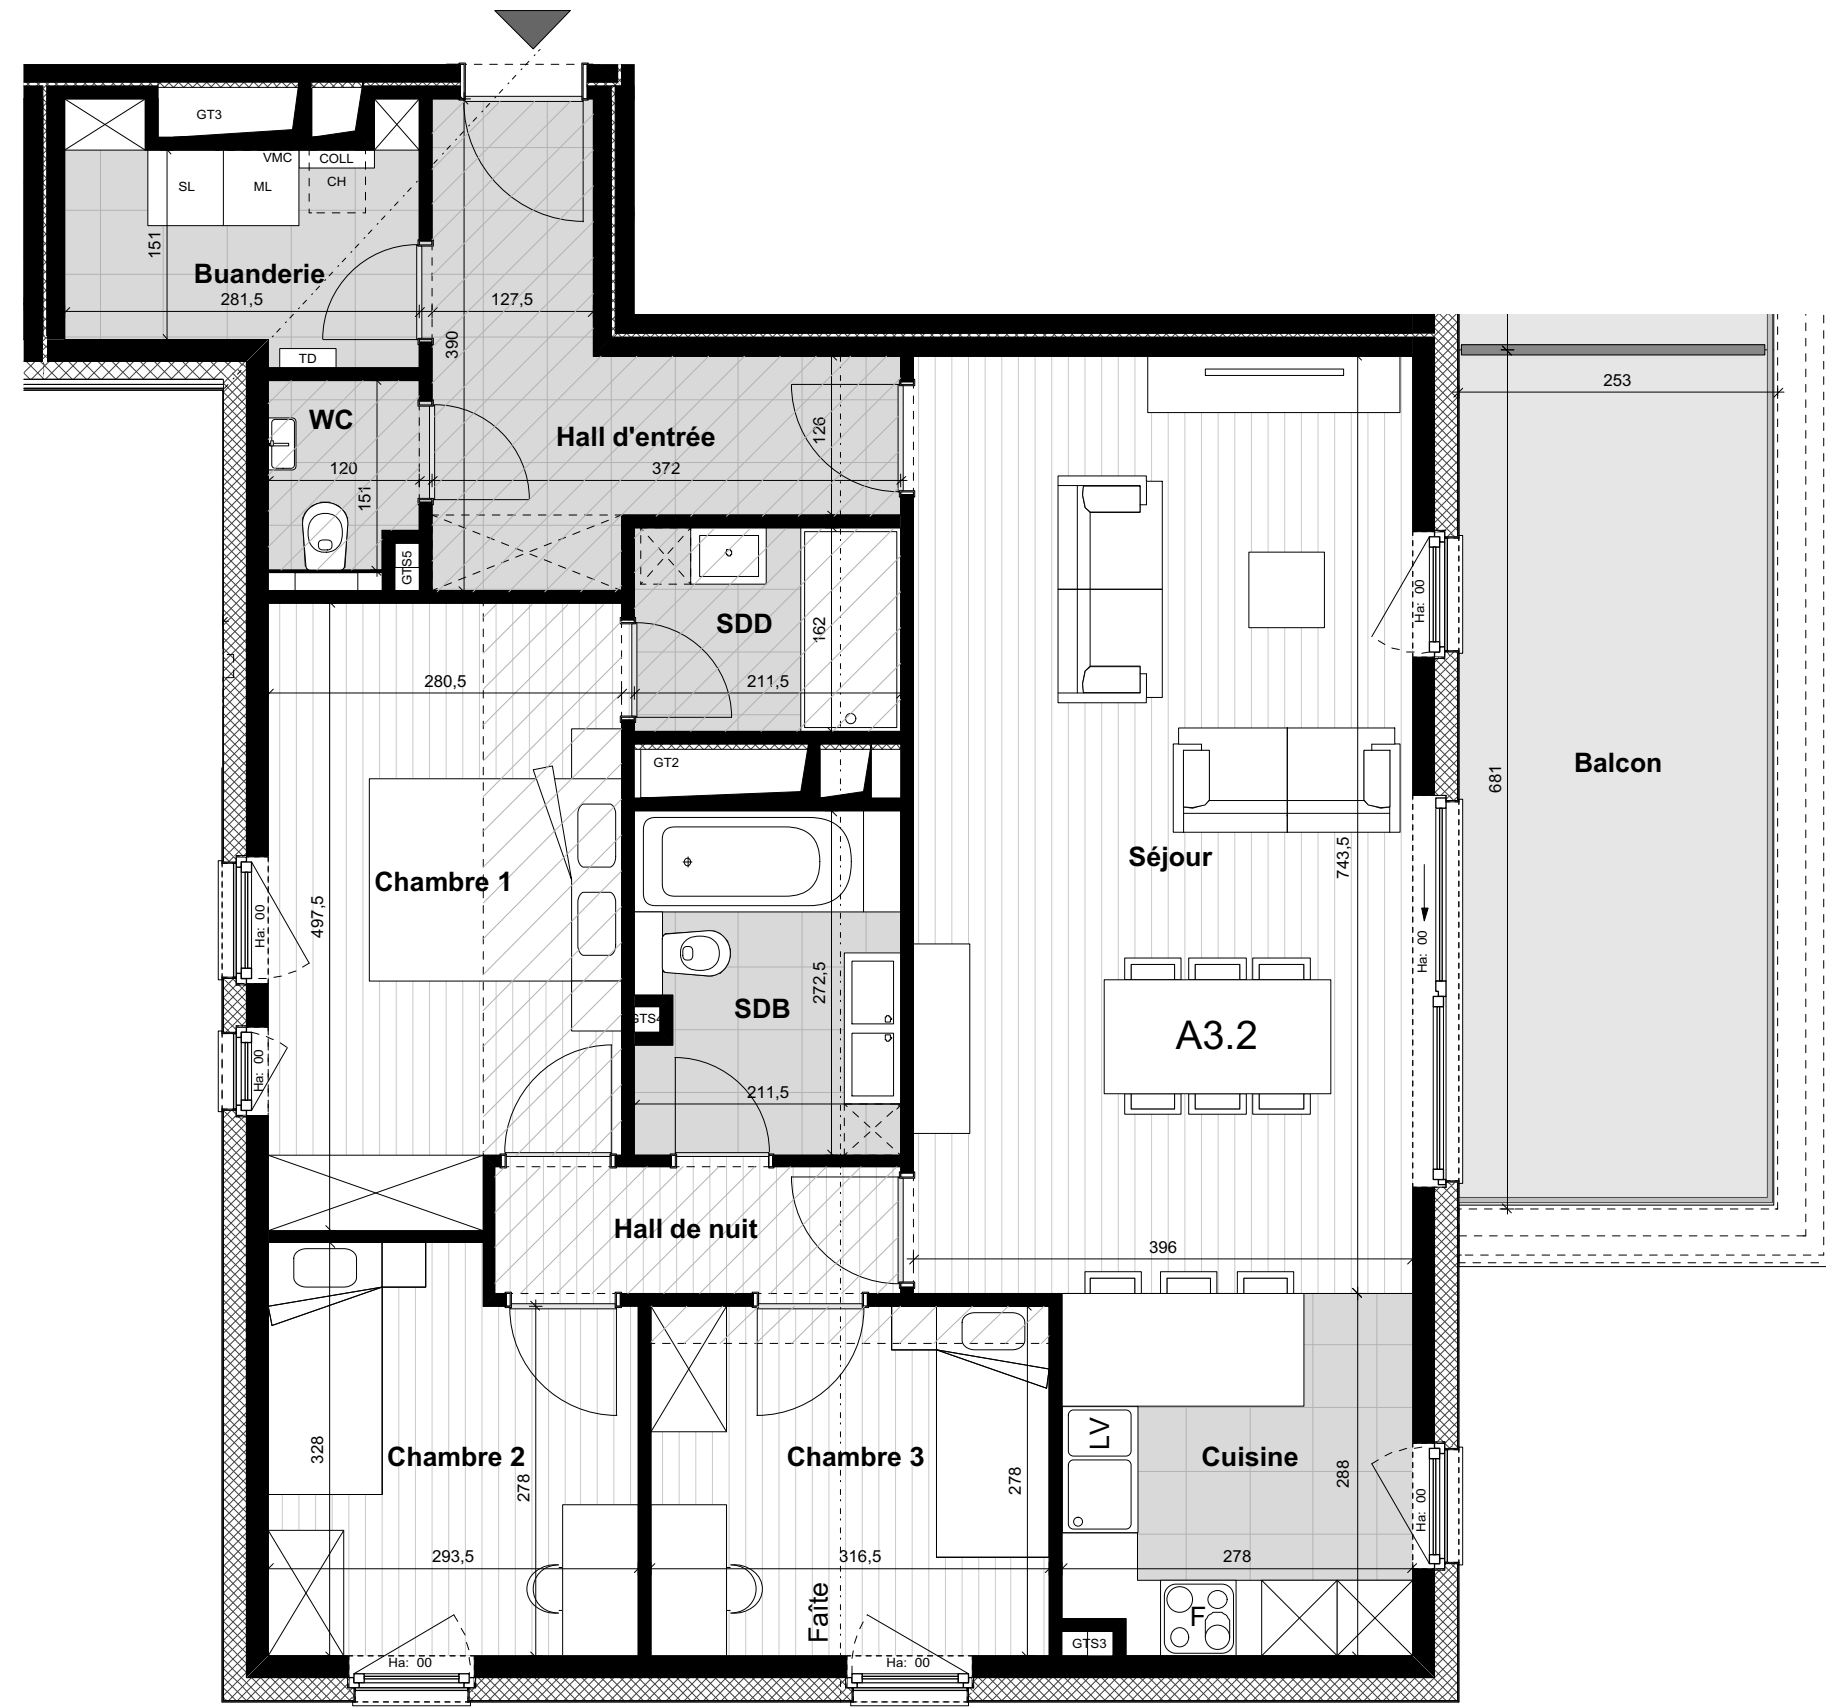 GT3
VMC
COLL
SL
ML
CH
151
Buanderie
281,5
127,5
390
TD
253
WC
Hall d'entrée
126
120
372
151
GTS5
Ha: 00
SDD
162
280,5
211,5
GT2
Balcon
681
Séjour
743,5
Chambre 1
497,5
Ha: 00
Ha: 00
272,5
SDB
GTS4
A3.2
Ha: 00
211,5
Hall de nuit
396
LV
Chambre 2
Chambre 3
Cuisine
328
278
278
288
Ha: 00
293,5
316,5
278
Faîte
F
GTS3
Ha: 00
Ha: 00